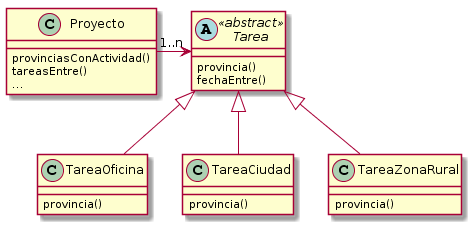 C Proyecto
provinciasConActividad()
tareasEntre()
...
1..n
A «abstract»
Tarea
provincia()
fechaEntre()
C TareaOficina
provincia()
C TareaCiudad
provincia()
C TareaZonaRural
provincia()